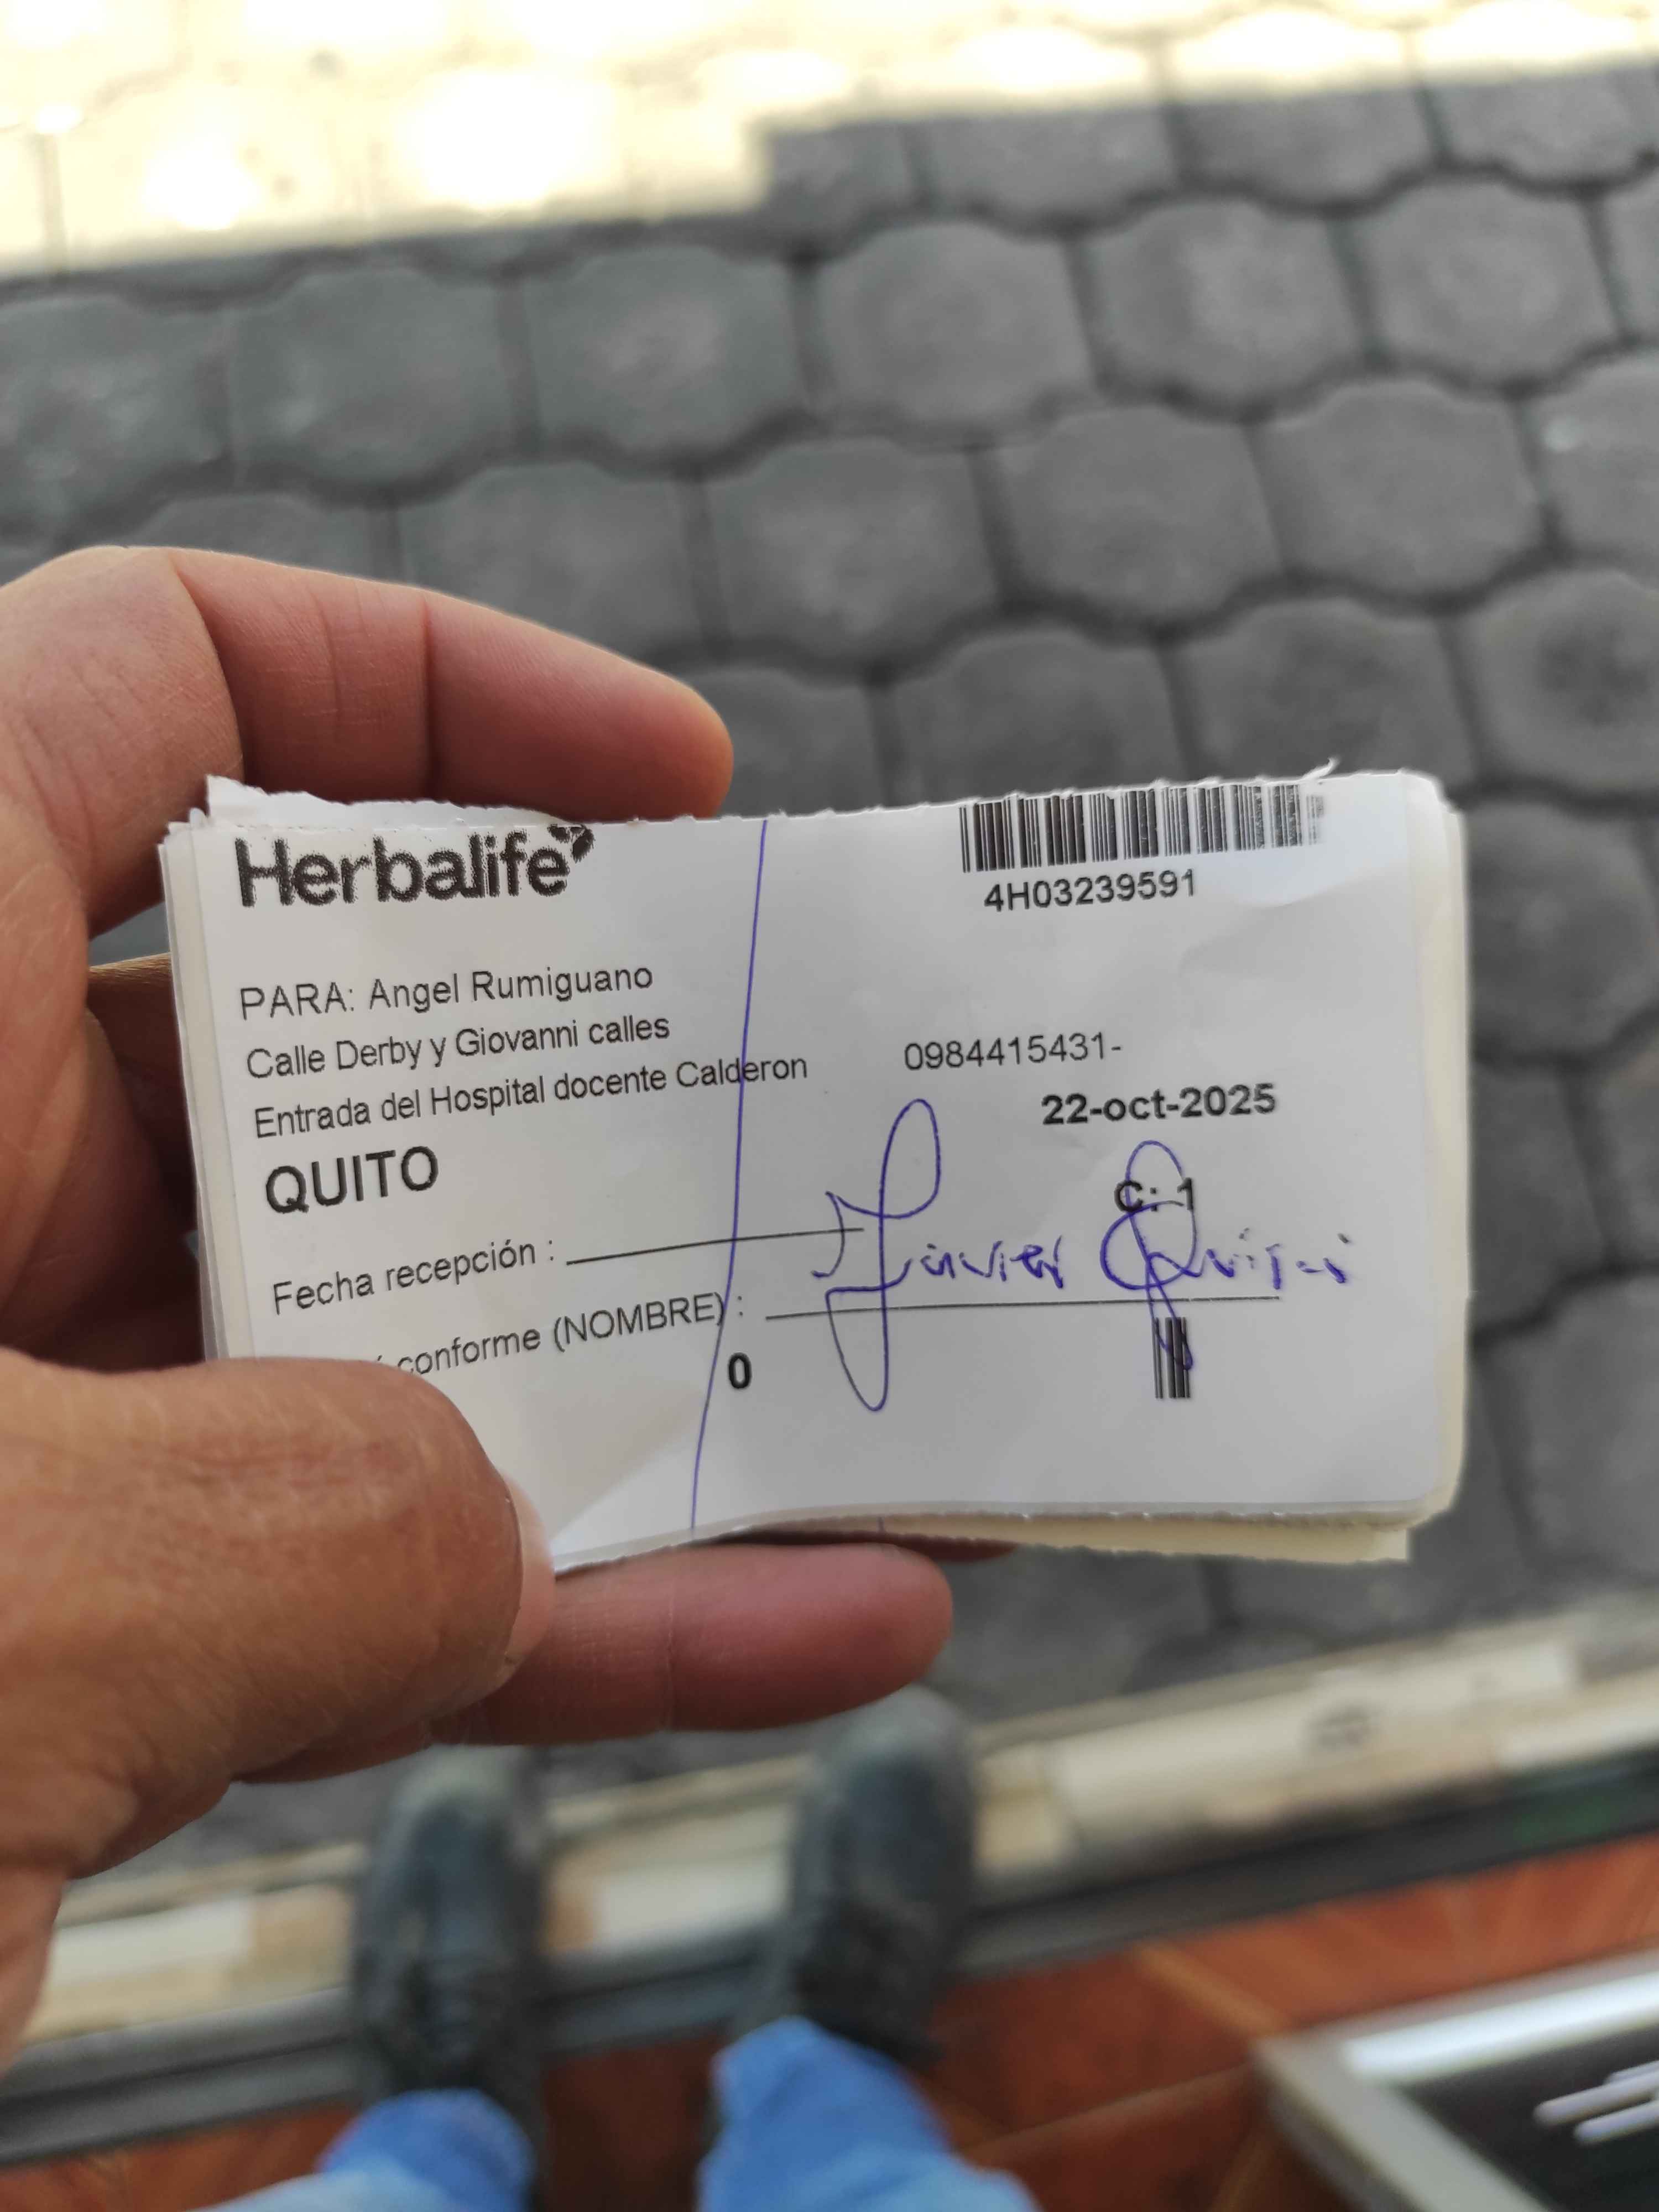 Herbalife
4H03239591
PARA: Angel Rumiguano
Calle Derby y Giovanni calles
0984415431-
Entrada del Hospital docente Calderon
22-oct-2025
QUITO
C: 1
Fecha recepción :
Javier
conforme (NOMBRE) :
0